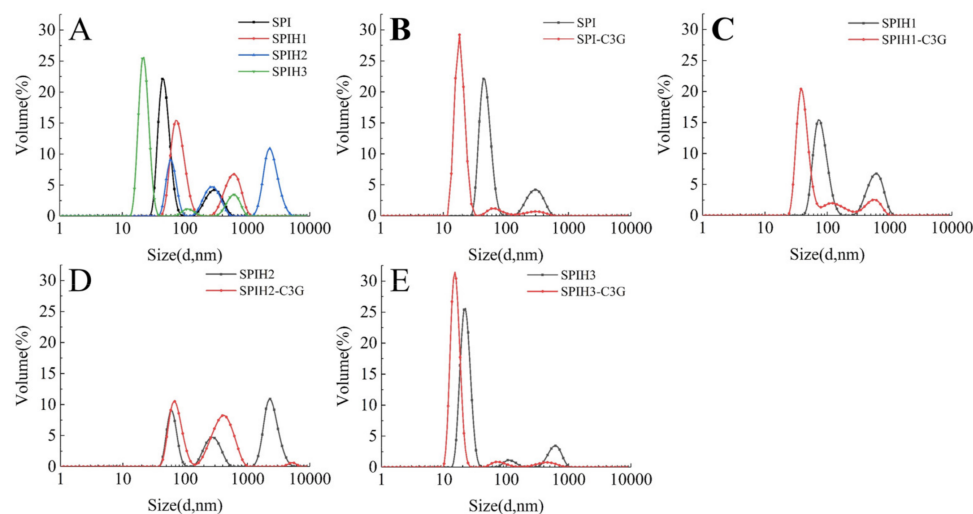 A
SPI
SPIH1
SPIH2
SPIH3
30
25
20
15
10
5
0
Volume(%)
1 10 100 1000 10000
Size(d,nm)
B
SPI
SPI-C3G
30
25
20
15
10
5
0
Volume(%)
1 10 100 1000 10000
Size(d,nm)
C
SPIH1
SPIH1-C3G
30
25
20
15
10
5
0
Volume(%)
1 10 100 1000 10000
Size(d,nm)
D
SPIH2
SPIH2-C3G
30
25
20
15
10
5
0
Volume(%)
1 10 100 1000 10000
Size(d,nm)
E
SPIH3
SPIH3-C3G
30
25
20
15
10
5
0
Volume(%)
1 10 100 1000 10000
Size(d,nm)